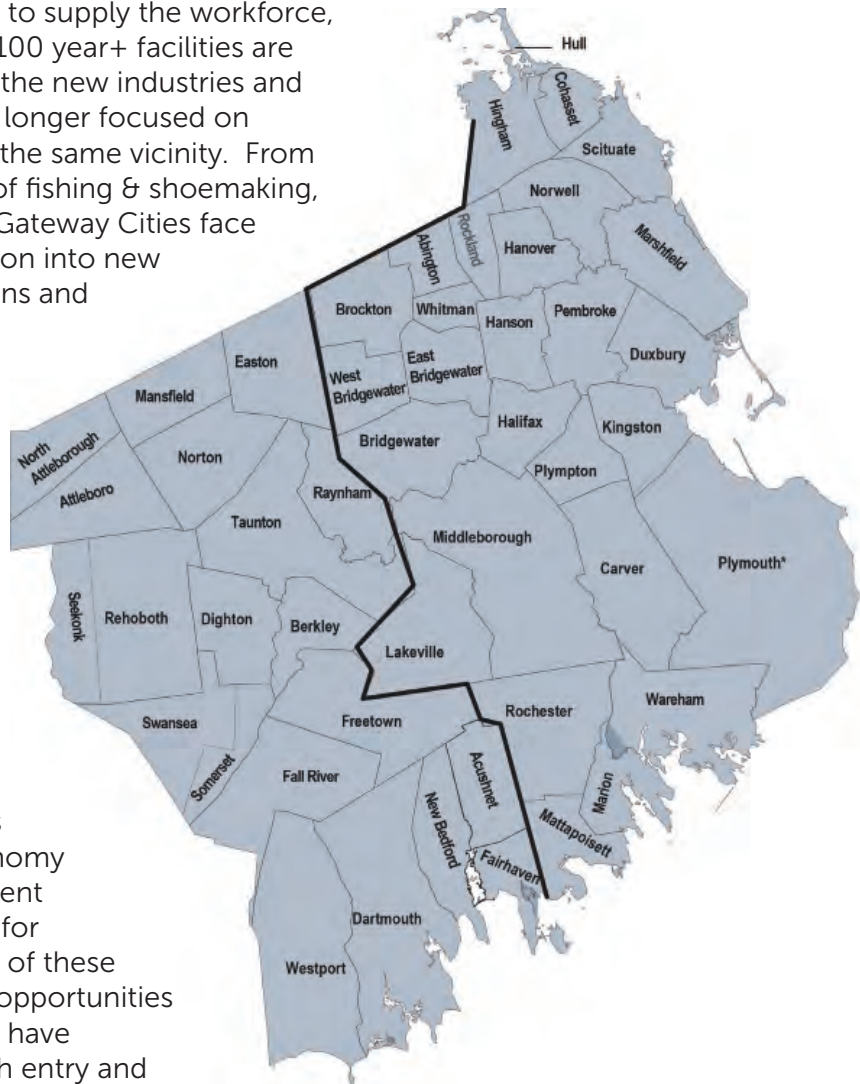 to supply the workforce,
100 year+ facilities are
the new industries and
longer focused on
the same vicinity.  From
of fishing & shoemaking,
Gateway Cities face
on into new
ns and
Hull
Cohasset
Hingham
Scituate
Norwell
Rockland
Abington
Hanover
Marshfield
Brockton
Whitman
Hanson
Pembroke
Duxbury
Easton
West
Bridgewater
East
Bridgewater
Mansfield
Halifax
Kingston
North
Attleborough
Norton
Bridgewater
Plympton
Attleboro
Raynham
Taunton
Middleborough
Carver
Plymouth*
Seekonk
Rehoboth
Dighton
Berkley
Lakeville
Wareham
Swansea
Freetown
Rochester
Somerset
Fall River
Acushnet
Marion
New Bedford
Mattapoisett
Fairhaven
Dartmouth
Westport
s
nomy
ent
for
of these
opportunities
have
h entry and